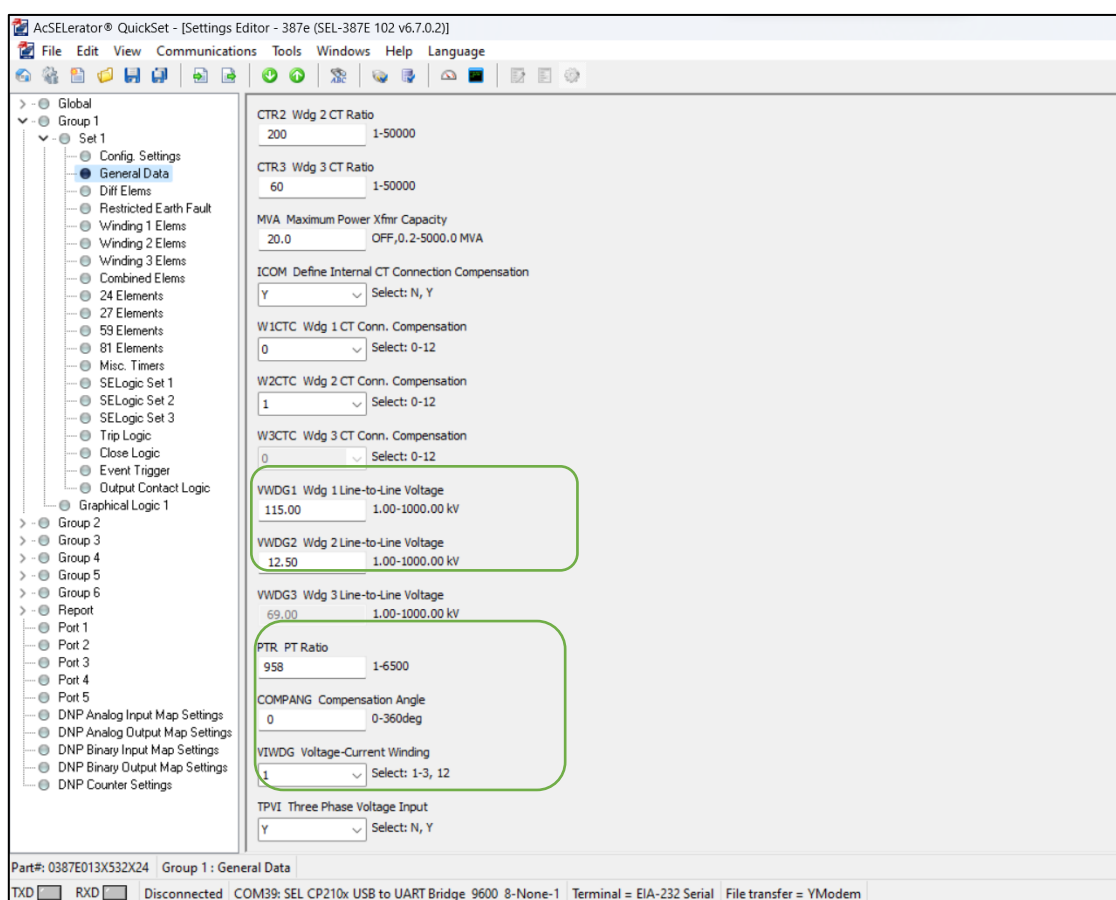 AcSELerator® QuickSet - [Settings Editor - 387e (SEL-387E 102 v6.7.0.2)]
File Edit View Communications Tools Windows Help Language
Global
Group 1
Set 1
Config. Settings
General Data
Diff Elems
Restricted Earth Fault
Winding 1 Elems
Winding 2 Elems
Winding 3 Elems
Combined Elems
24 Elements
27 Elements
59 Elements
81 Elements
Misc. Timers
SELogic Set 1
SELogic Set 2
SELogic Set 3
Trip Logic
Close Logic
Event Trigger
Output Contact Logic
Graphical Logic 1
Group 2
Group 3
Group 4
Group 5
Group 6
Report
Port 1
Port 2
Port 3
Port 4
Port 5
DNP Analog Input Map Settings
DNP Analog Output Map Settings
DNP Binary Input Map Settings
DNP Binary Output Map Settings
DNP Counter Settings
CTR2 Wdg 2 CT Ratio
200 1-50000
CTR3 Wdg 3 CT Ratio
60 1-50000
MVA Maximum Power Xfmr Capacity
20.0 OFF,0.2-5000.0 MVA
ICOM Define Internal CT Connection Compensation
Y Select: N, Y
W1CTC Wdg 1 CT Conn. Compensation
0 Select: 0-12
W2CTC Wdg 2 CT Conn. Compensation
1 Select: 0-12
W3CTC Wdg 3 CT Conn. Compensation
0 Select: 0-12
VWDG1 Wdg 1 Line-to-Line Voltage
115.00 1.00-1000.00 kV
VWDG2 Wdg 2 Line-to-Line Voltage
12.50 1.00-1000.00 kV
VWDG3 Wdg 3 Line-to-Line Voltage
69.00 1.00-1000.00 kV
PTR PT Ratio
958 1-6500
COMPANG Compensation Angle
0 0-360deg
VIWDG Voltage-Current Winding
1 Select: 1-3, 12
TPVI Three Phase Voltage Input
Y Select: N, Y
Part#: 0387E013X532X24 Group 1 : General Data
TXD RXD Disconnected COM39: SEL CP210x USB to UART Bridge 9600 8-None-1 Terminal = EIA-232 Serial File transfer = YModem